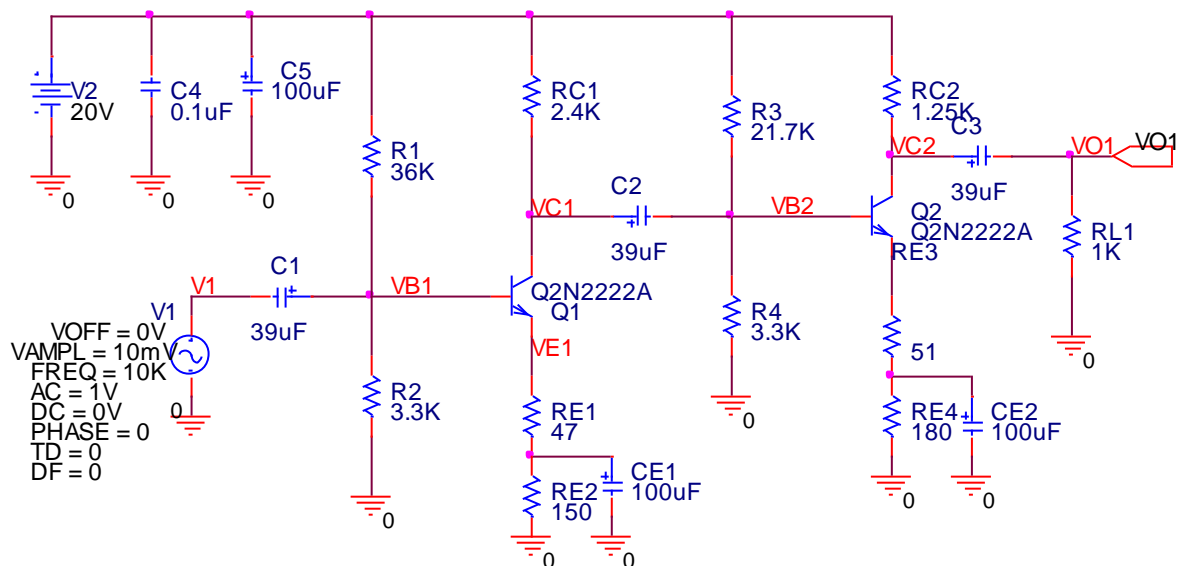 V2
20V
C4
0.1uF
C5
100uF
R1
36K
RC1
2.4K
R3
21.7K
RC2
1.25K
C3
39uF
VC2
VO1
VO1
C2
39uF
VC1
VB2
Q2
Q2N2222A
RE3
51
RL1
1K
C1
39uF
V1
VB1
Q2N2222A
Q1
VE1
V1
VOFF = 0V
VAMPL = 10mV
FREQ = 10K
AC = 1V
DC = 0V
PHASE = 0
TD = 0
DF = 0
R2
3.3K
R4
3.3K
RE1
47
RE2
150
CE1
100uF
RE4
180
CE2
100uF
0
0
0
0
0
0
0
0
0
0
0